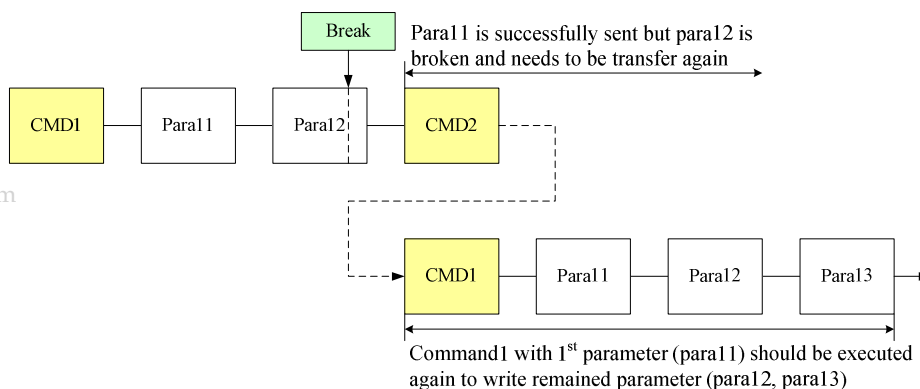 Break
Para11 is successfully sent but para12 is
broken and needs to be transfer again
CMD1
Para11
Para12
CMD2
m
CMD1
Para11
Para12
Para13
Command1 with 1st parameter (para11) should be executed
again to write remained parameter (para12, para13)